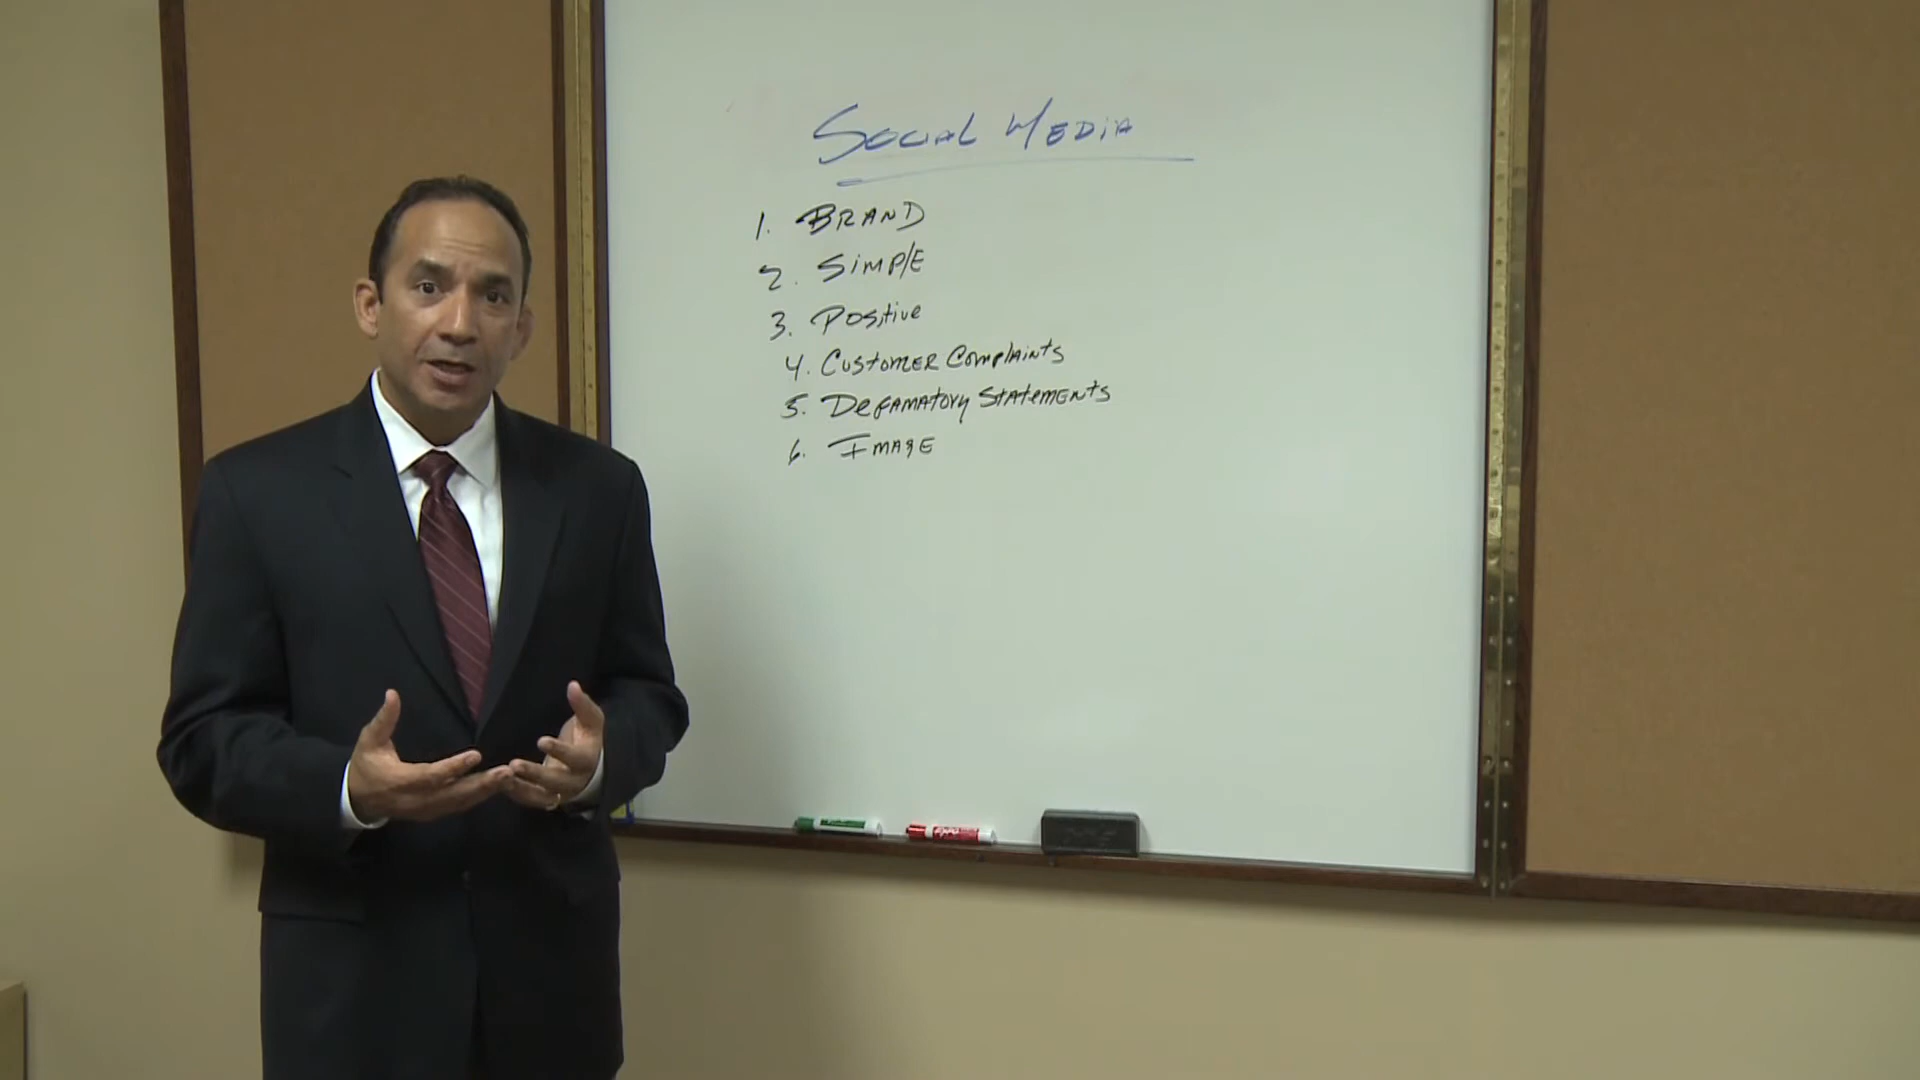 Social Media
1. BRAND
2. SimplE
3. Positive
4. Customer Complaints
5. Defamatory Statements
6. Image